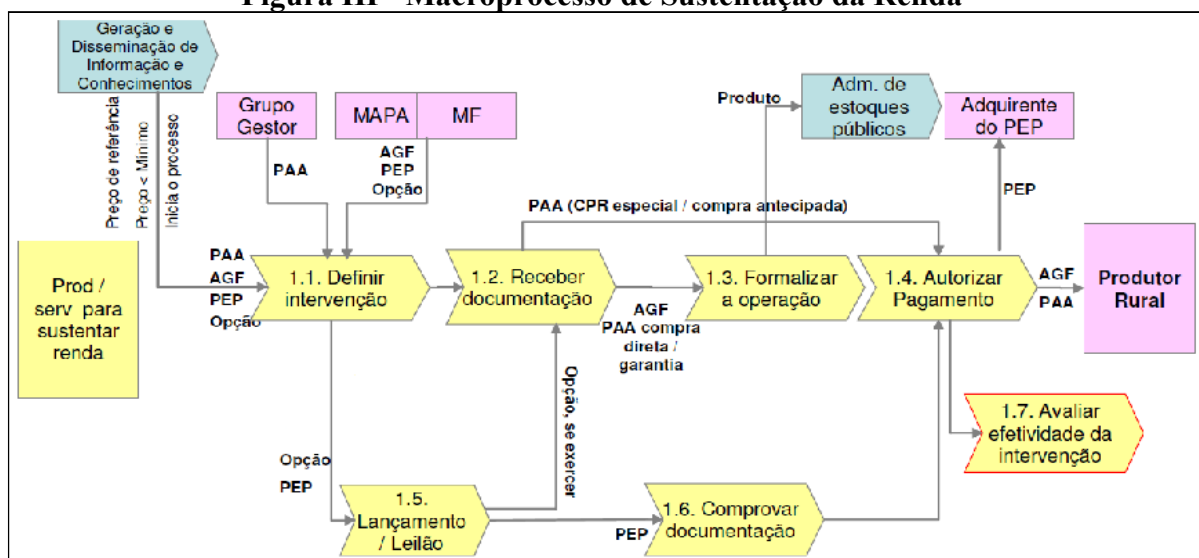 Figura III - Macroprocesso de Sustentação da Renda
Geração e
Disseminação de
Informação e
Conhecimentos
Preço de referência
Preço < Mínimo
Inicia o processo
Grupo
Gestor
PAA
MAPA
MF
AGF
PEP
Opção
Produto
Adm. de
estoques
públicos
Adquirente
do PEP
PEP
PAA (CPR especial / compra antecipada)
Prod /
serv para
sustentar
renda
PAA
AGF
PEP
Opção
1.1. Definir
intervenção
1.2. Receber
documentação
AGF
PAA compra
direta /
garantia
1.3. Formalizar
a operação
1.4. Autorizar
Pagamento
AGF
PAA
Produtor
Rural
Opção, se exercer
1.7. Avaliar
efetividade da
intervenção
Opção
PEP
1.5.
Lançamento
/ Leilão
PEP
1.6. Comprovar
documentação